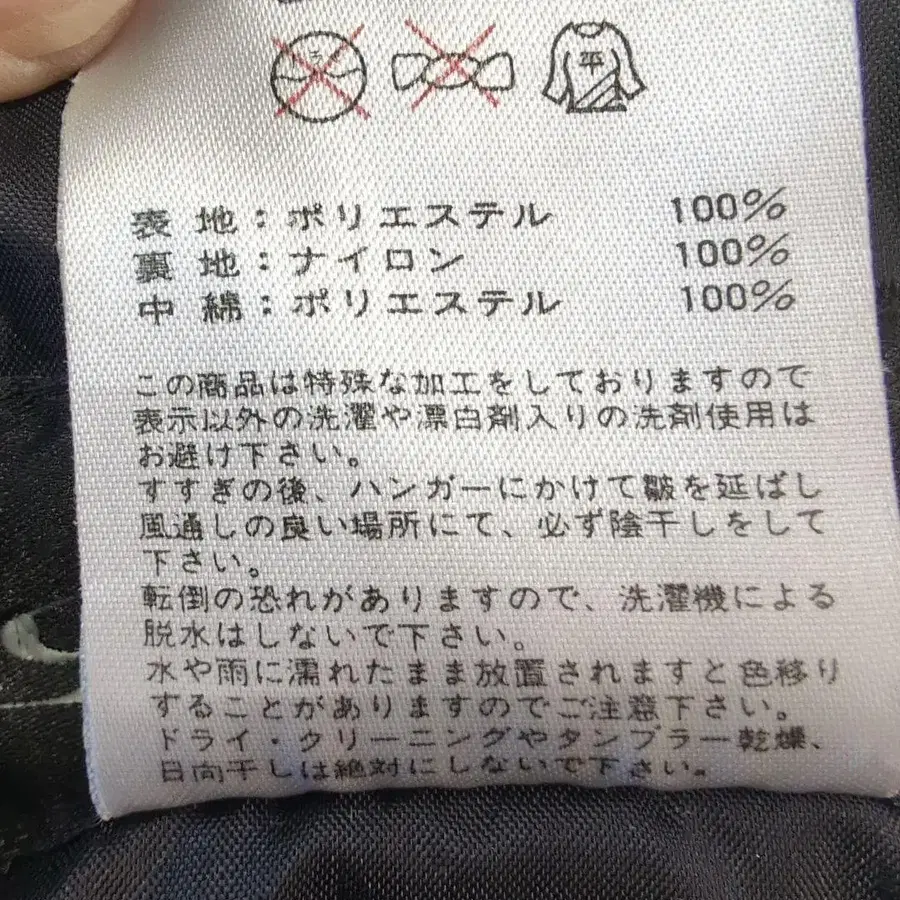 平
表地：ポリエステル 100%
裏地：ナイロン 100%
中綿：ポリエステル 100%
この商品は特殊な加工をしておりますので
表示以外の洗濯や漂白剤入りの洗剤使用は
お避け下さい。
すすぎの後、ハンガーにかけて皺を延ばし
風通しの良い場所にて、必ず陰干しをして
下さい。
転倒の恐れがありますので、洗濯機による
脱水はしないで下さい。
水や雨に濡れたまま放置されますと色移り
することがありますのでご注意下さい。
ドライ・クリーニングやタンブラー乾燥、
日向干しは絶対にしないで下さい。